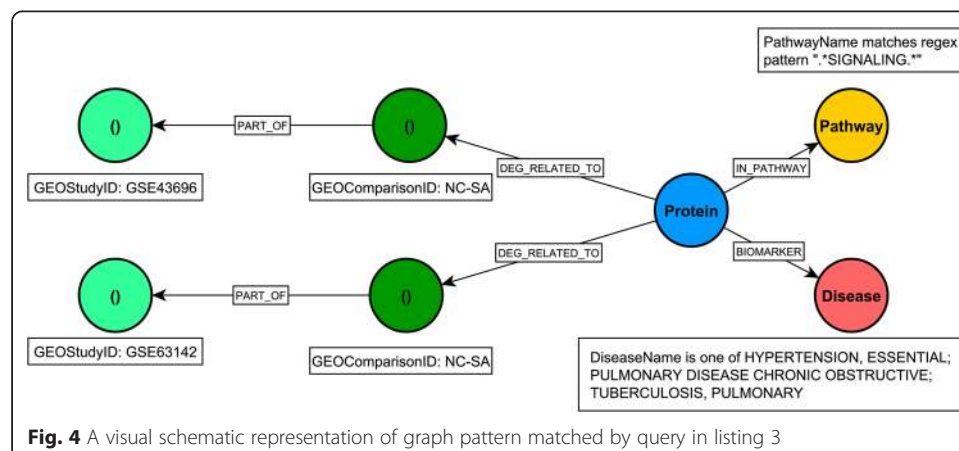 PathwayName matches regex
pattern ".*SIGNALING.*"
()
PART_OF
()
Pathway
DEG_RELATED_TO
IN_PATHWAY
GEOStudyID: GSE43696
GEOComparisonID: NC-SA
Protein
DEG_RELATED_TO
BIOMARKER
()
PART_OF
()
Disease
GEOStudyID: GSE63142
GEOComparisonID: NC-SA
DiseaseName is one of HYPERTENSION, ESSENTIAL;
PULMONARY DISEASE CHRONIC OBSTRUCTIVE;
TUBERCULOSIS, PULMONARY
Fig. 4 A visual schematic representation of graph pattern matched by query in listing 3